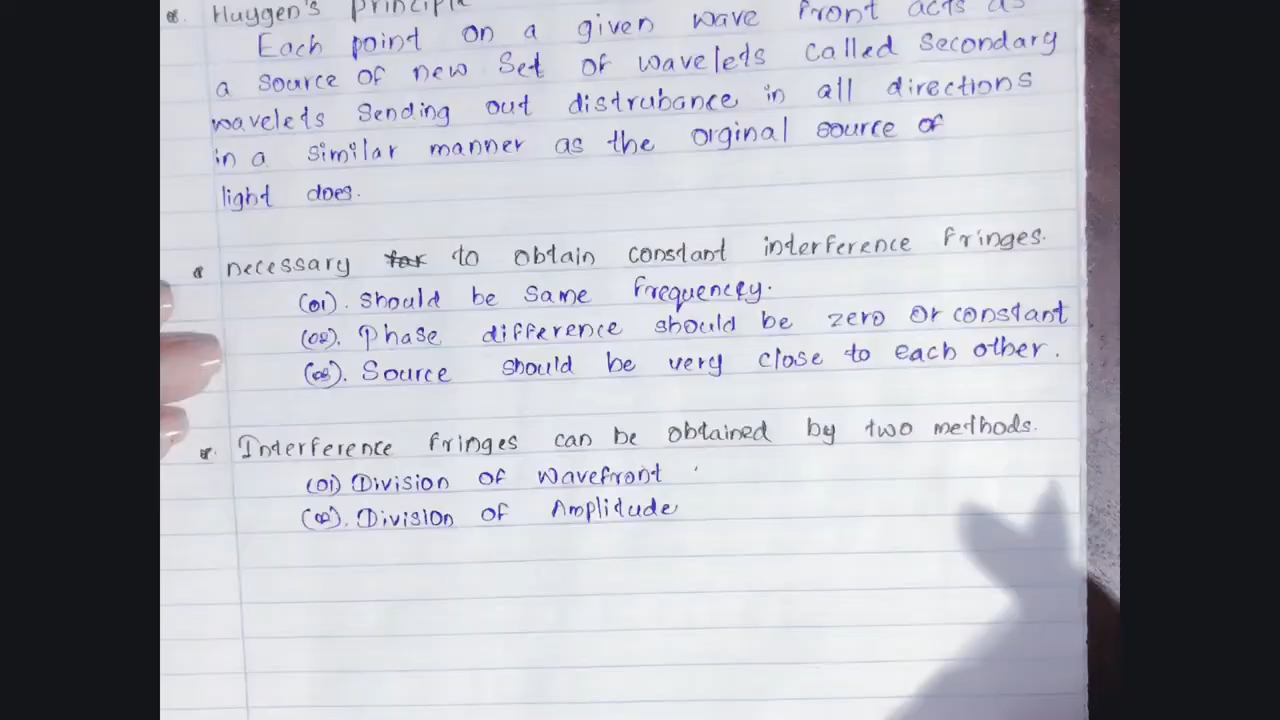 Huygen's Principle
Each point on a given wave front acts as
a source of new Set of wavelets called Secondary
wavelets Sending out distrubance in all directions
in a similar manner as the orginal source of
light does.
necessary to obtain constant interference fringes.
(01). should be same frequencey.
(02). Phase difference should be zero or constant
(03). Source should be very close to each other.
Interference fringes can be obtained by two methods.
(01) Division of Wavefront
(02). Division of Amplitude